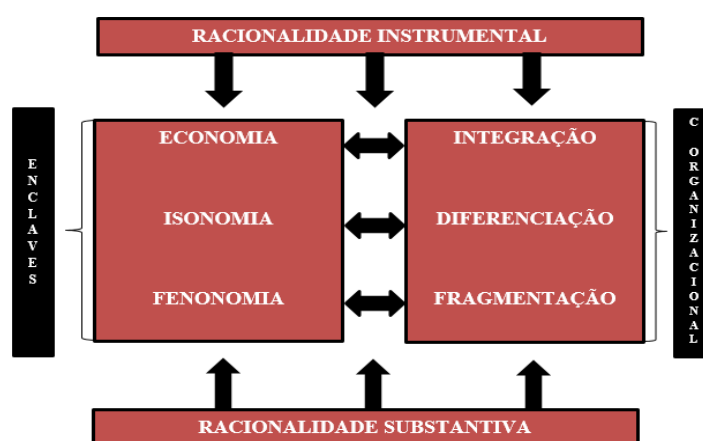 RACIONALIDADE INSTRUMENTAL
ENCLAVES
ECONOMIA
ISONOMIA
FENONOMIA
INTEGRAÇÃO
DIFERENCIAÇÃO
FRAGMENTAÇÃO
C ORGANIZACIONAL
RACIONALIDADE SUBSTANTIVA